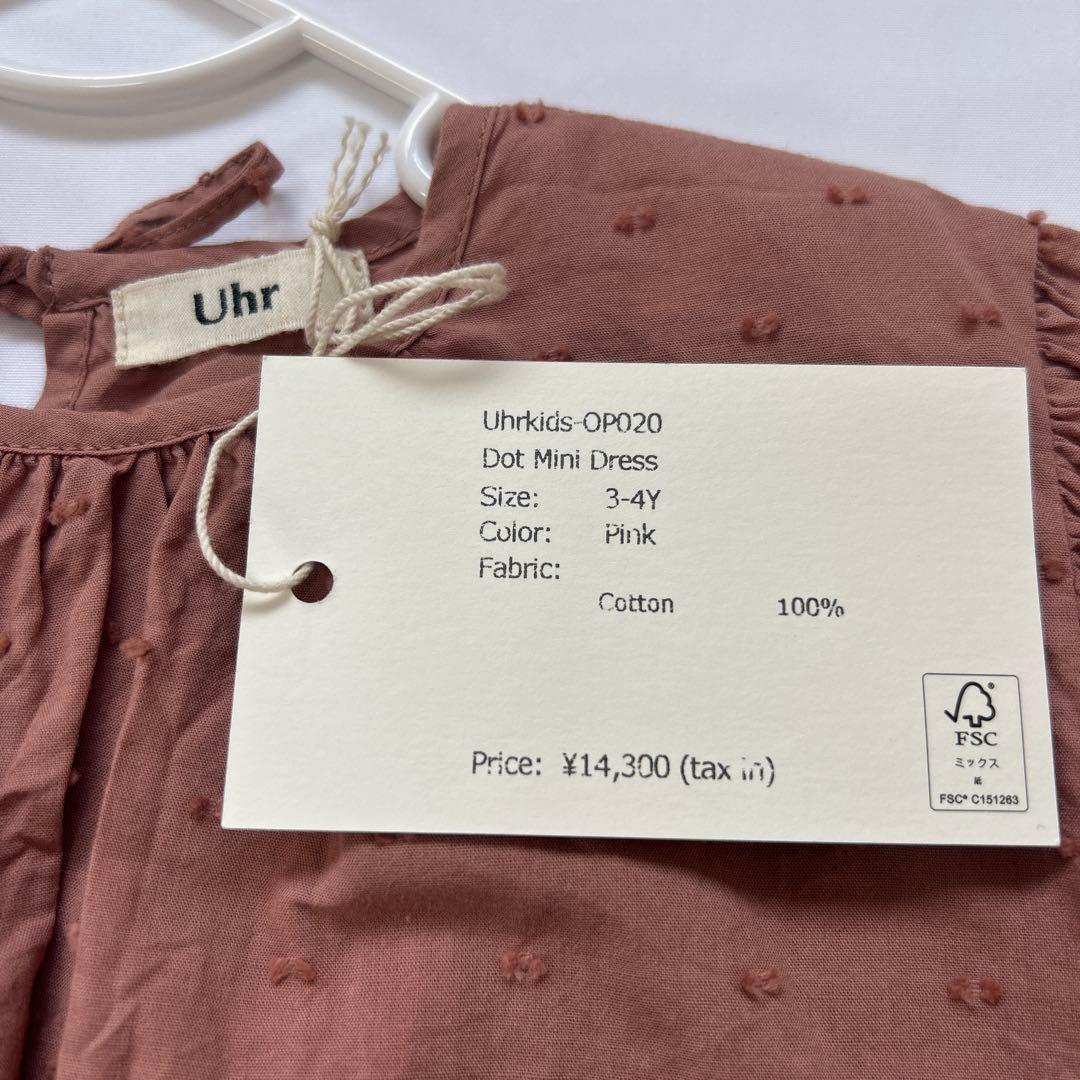 Uhr
Uhrkids-OP020
Dot Mini Dress
Size: 3-4Y
Color: Pink
Fabric:
Cotton 100%
Price: ¥14,300 (tax in)
®
FSC
ミックス
紙
FSC® C151263